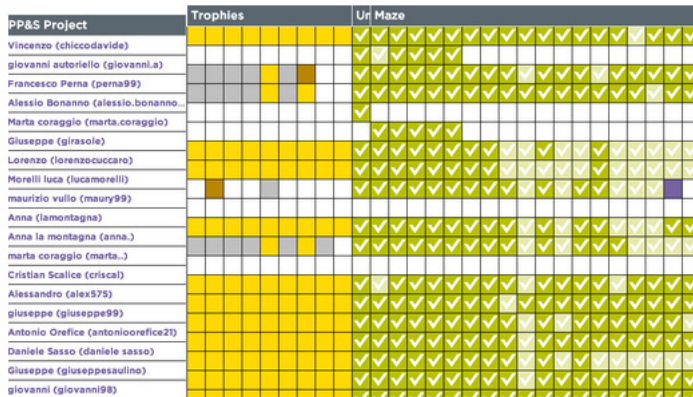 Trophies
Ur Maze
PP&S Project
Vincenzo (chiccodavide)
giovanni autoriello (giovanni.a)
Francesco Perna (perna99)
Alessio Bonanno (alessio.bonanno...
Marta coraggio (marta.coraggio)
Giuseppe (girasole)
Lorenzo (lorenzocuccaro)
Morelli luca (lucamorelli)
maurizio vullo (maury99)
Anna (lamontagna)
Anna la montagna (anna.)
marta coraggio (marta..)
Cristian Scalice (criscal)
Alessandro (alex575)
giuseppe (giuseppe99)
Antonio Orefice (antonioorefice21)
Daniele Sasso (daniele sasso)
Giuseppe (giuseppesaulino)
giovanni (giovanni98)